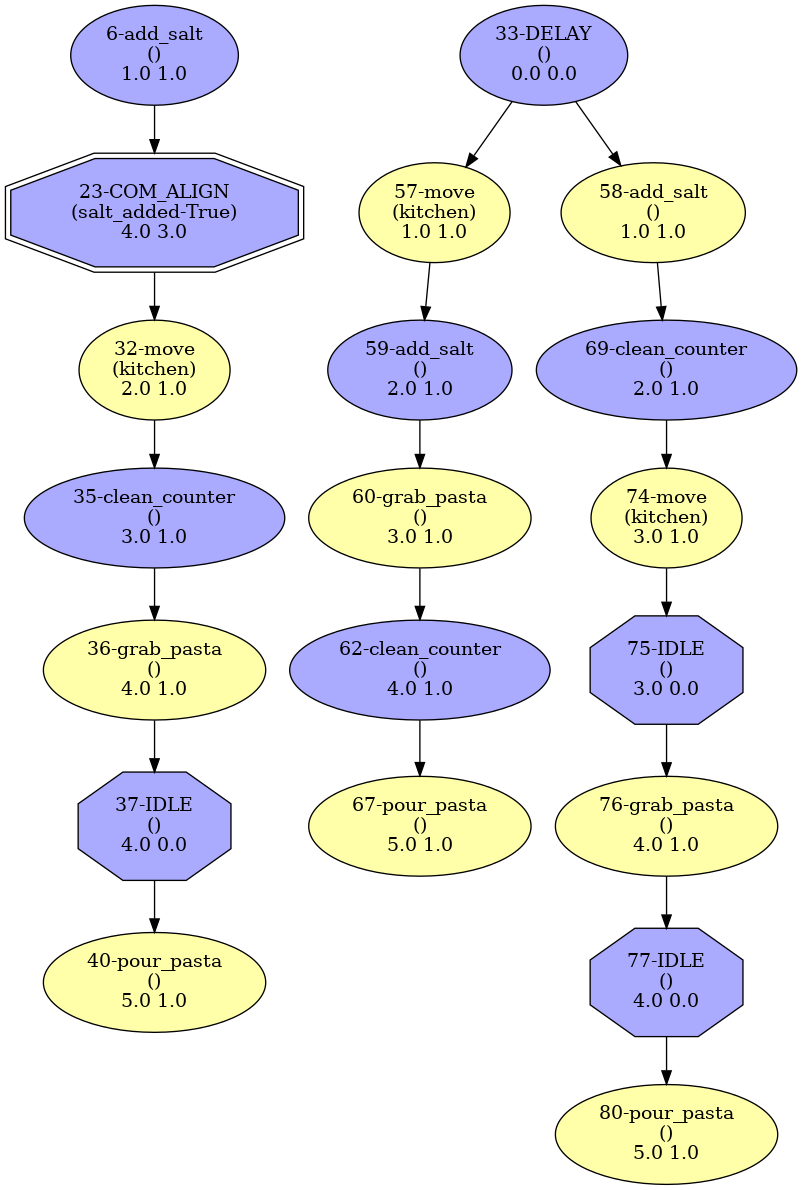 6-add_salt
()
1.0 1.0
33-DELAY
()
0.0 0.0
23-COM_ALIGN
(salt_added-True)
4.0 3.0
57-move
(kitchen)
1.0 1.0
58-add_salt
()
1.0 1.0
32-move
(kitchen)
2.0 1.0
59-add_salt
()
2.0 1.0
69-clean_counter
()
2.0 1.0
35-clean_counter
()
3.0 1.0
60-grab_pasta
()
3.0 1.0
74-move
(kitchen)
3.0 1.0
36-grab_pasta
()
4.0 1.0
62-clean_counter
()
4.0 1.0
75-IDLE
()
3.0 0.0
37-IDLE
()
4.0 0.0
67-pour_pasta
()
5.0 1.0
76-grab_pasta
()
4.0 1.0
40-pour_pasta
()
5.0 1.0
77-IDLE
()
4.0 0.0
80-pour_pasta
()
5.0 1.0